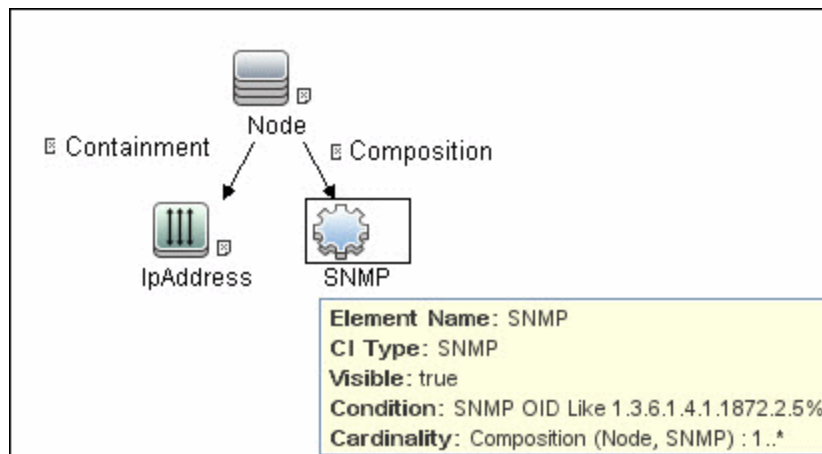 Node
Containment
Composition
IpAddress
SNMP
Element Name: SNMP
CI Type: SNMP
Visible: true
Condition: SNMP OID Like 1.3.6.1.4.1.1872.2.5%
Cardinality: Composition (Node, SNMP) : 1..*